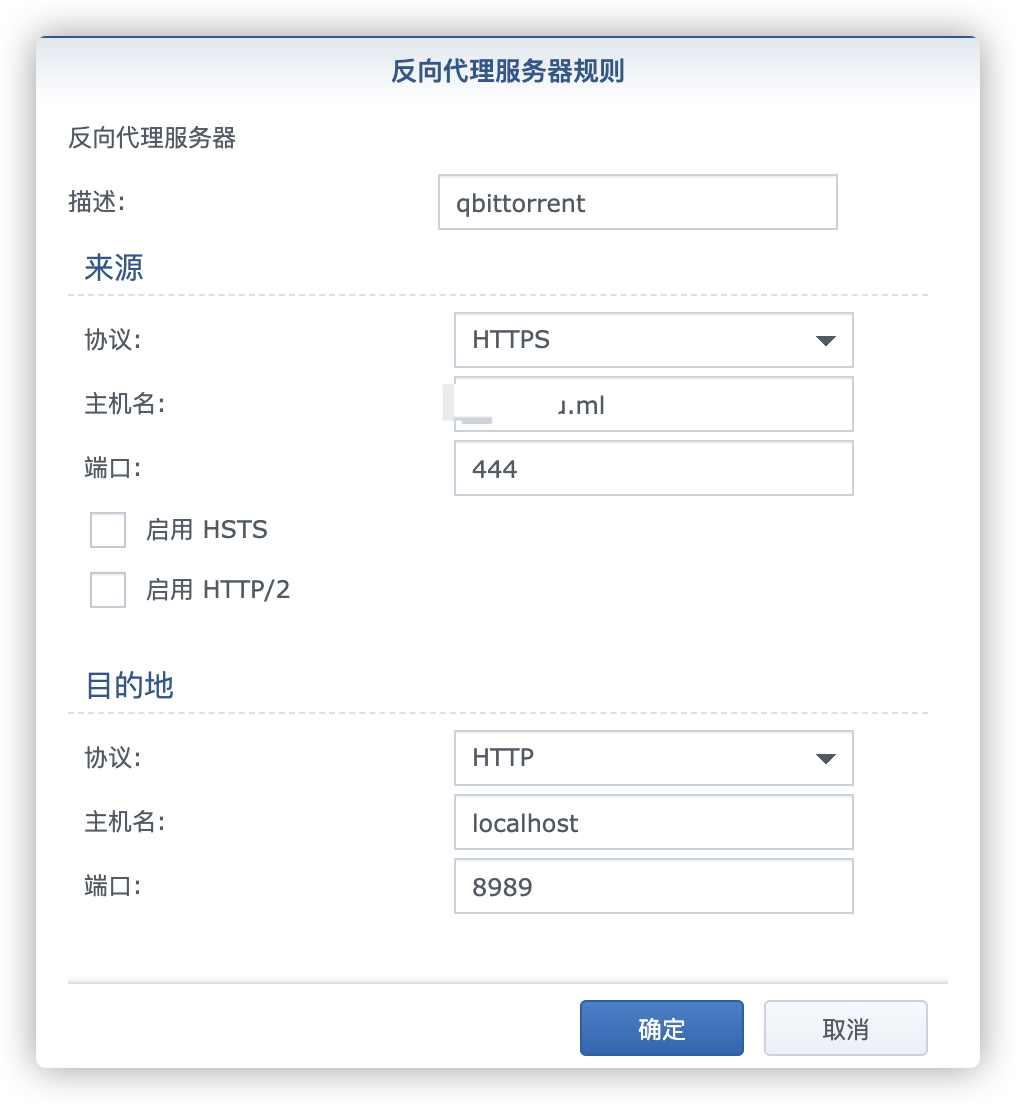 反向代理服务器规则
反向代理服务器
描述: qbittorrent
来源
协议: HTTPS
主机名: .ml
端口: 444
启用 HSTS
启用 HTTP/2
目的地
协议: HTTP
主机名: localhost
端口: 8989
确定 取消